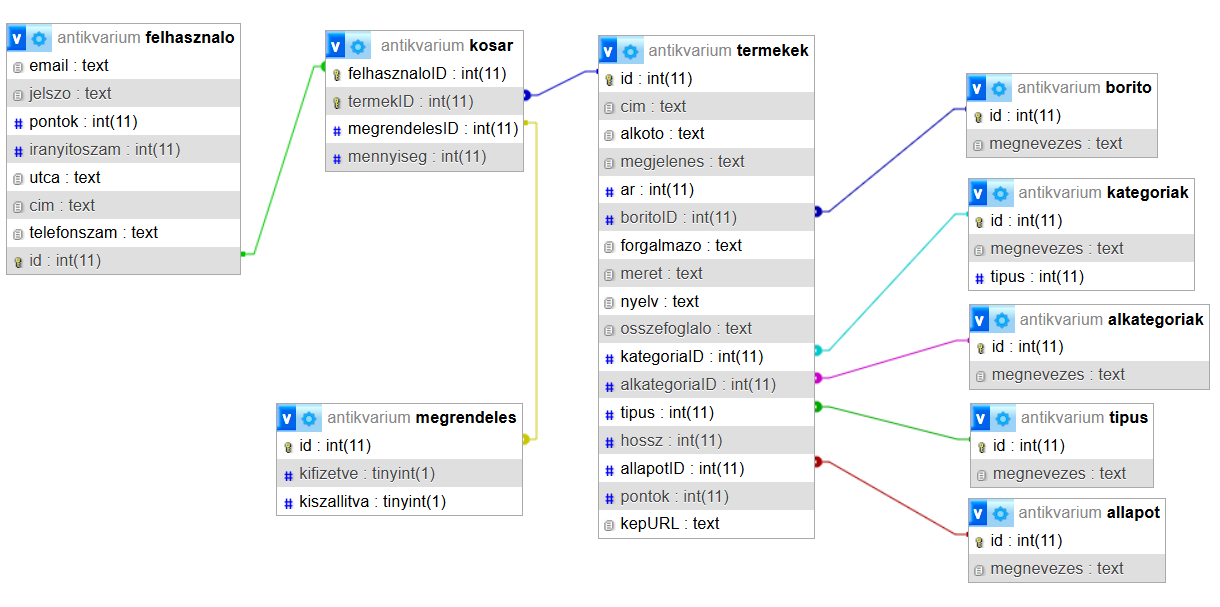 antikvarium felhasznalo
email : text
jelszo : text
pontok : int(11)
iranyitoszam : int(11)
utca : text
cim : text
telefonszam : text
id : int(11)
antikvarium kosar
felhasznaloID : int(11)
termekID : int(11)
megrendelesID : int(11)
mennyiseg : int(11)
antikvarium megrendeles
id : int(11)
kifizetve : tinyint(1)
kiszallitva : tinyint(1)
antikvarium termekek
id : int(11)
cim : text
alkoto : text
megjelenes : text
ar : int(11)
boritoID : int(11)
forgalmazo : text
meret : text
nyelv : text
osszefoglalo : text
kategoriaID : int(11)
alkategoriaID : int(11)
tipus : int(11)
hossz : int(11)
allapotID : int(11)
pontok : int(11)
kepURL : text
antikvarium borito
id : int(11)
megnevezes : text
antikvarium kategoriak
id : int(11)
megnevezes : text
tipus : int(11)
antikvarium alkategoriak
id : int(11)
megnevezes : text
antikvarium tipus
id : int(11)
megnevezes : text
antikvarium allapot
id : int(11)
megnevezes : text